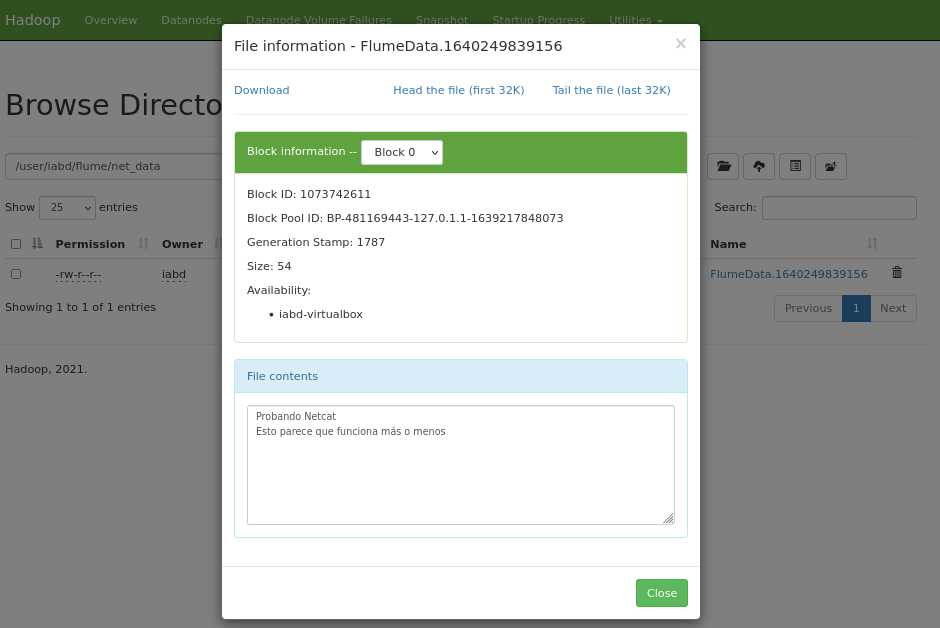 Hadoop Overview Datanodes Datanode Volume Failures Snapshot Startup Progress Utilities
File information - FlumeData.1640249839156 ×
Download Head the file (first 32K) Tail the file (last 32K)
Browse Directo
Block information -- Block 0
/user/iabd/flume/net_data
Block ID: 1073742611
Show 25 entries
Search:
Block Pool ID: BP-481169443-127.0.1.1-1639217848073
Permission Owner
Generation Stamp: 1787
Name
Size: 54
-rw-r--r-- iabd
FlumeData.1640249839156
Availability:
Showing 1 to 1 of 1 entries
• iabd-virtualbox
Previous 1 Next
Hadoop, 2021.
File contents
Probando Netcat
Esto parece que funciona más o menos
Close